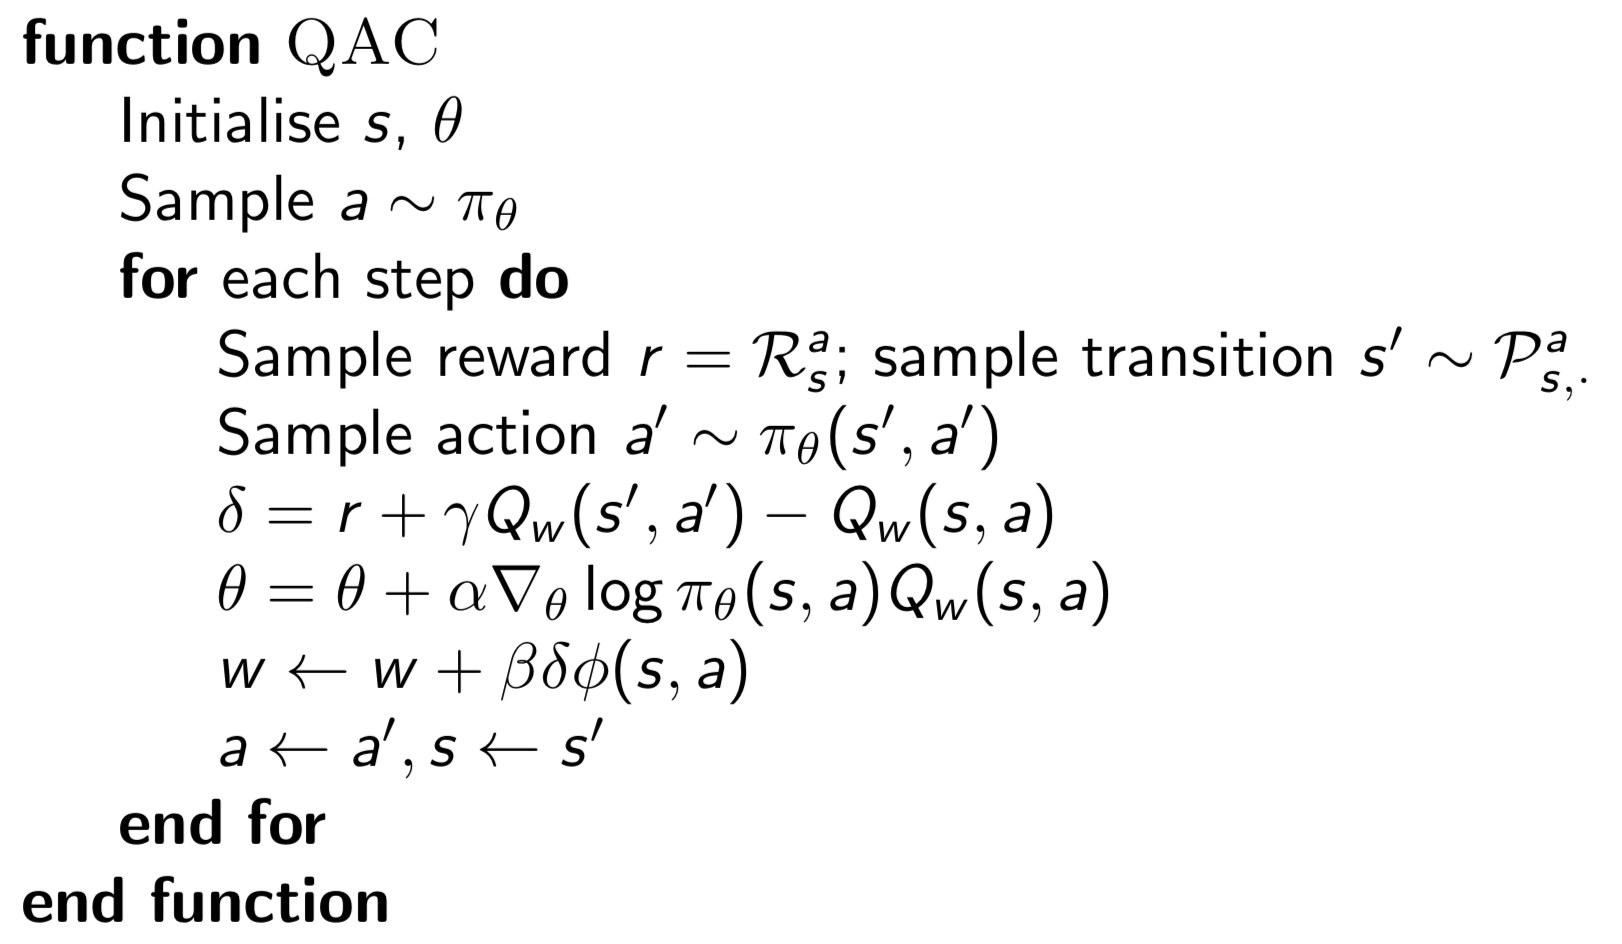 function QAC
Initialise s, θ
Sample a ∼ π_θ
for each step do
Sample reward r = ℛ_s^a; sample transition s′ ∼ 𝒫_{s,·}^a
Sample action a′ ∼ π_θ(s′, a′)
δ = r + γQ_w(s′, a′) − Q_w(s, a)
θ = θ + α∇_θ log π_θ(s, a)Q_w(s, a)
w ← w + βδϕ(s, a)
a ← a′, s ← s′
end for
end function